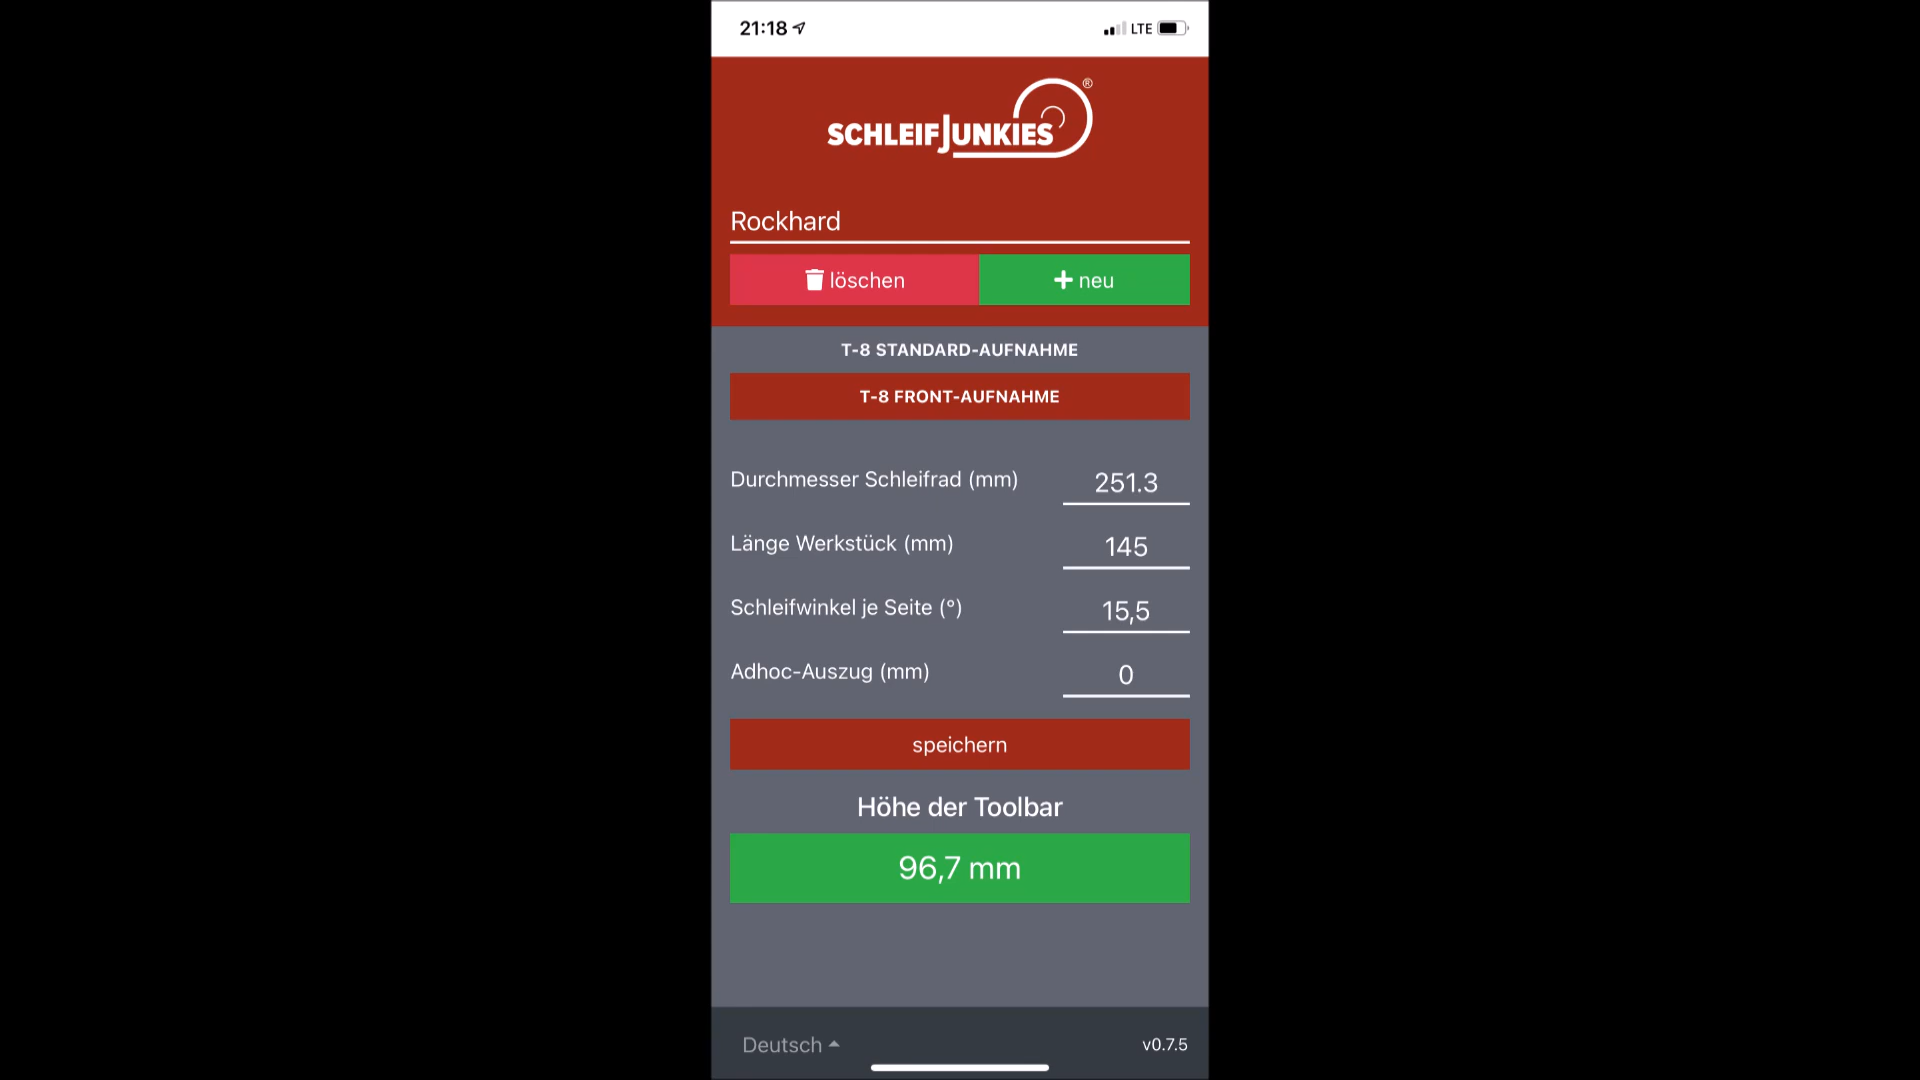 21:18
LTE
SCHLEIFJUNKIES®
Rockhard
löschen
neu
T-8 STANDARD-AUFNAHME
T-8 FRONT-AUFNAHME
Durchmesser Schleifrad (mm) 251.3
Länge Werkstück (mm) 145
Schleifwinkel je Seite (°) 15,5
Adhoc-Auszug (mm) 0
speichern
Höhe der Toolbar
96,7 mm
Deutsch
v0.7.5